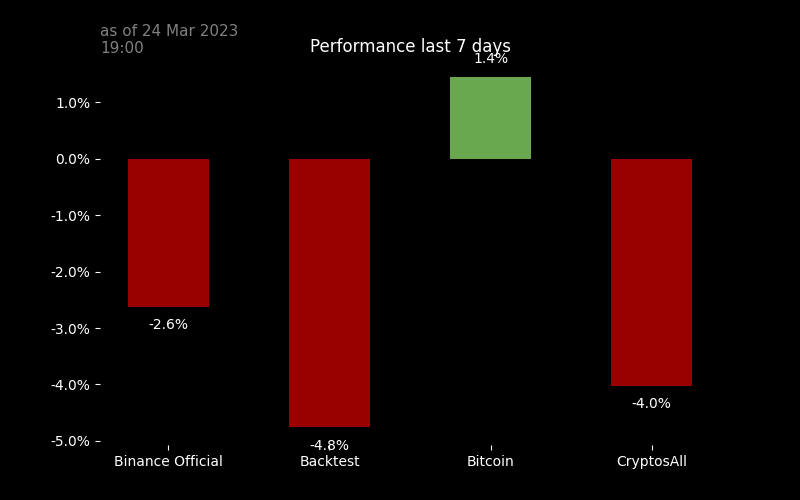 as of 24 Mar 2023
19:00
Performance last 7 days
1.4%
1.0%
0.0%
-1.0%
-2.0%
-2.6%
-3.0%
-4.0%
-4.0%
-5.0%
-4.8%
Binance Official
Backtest
Bitcoin
CryptosAll